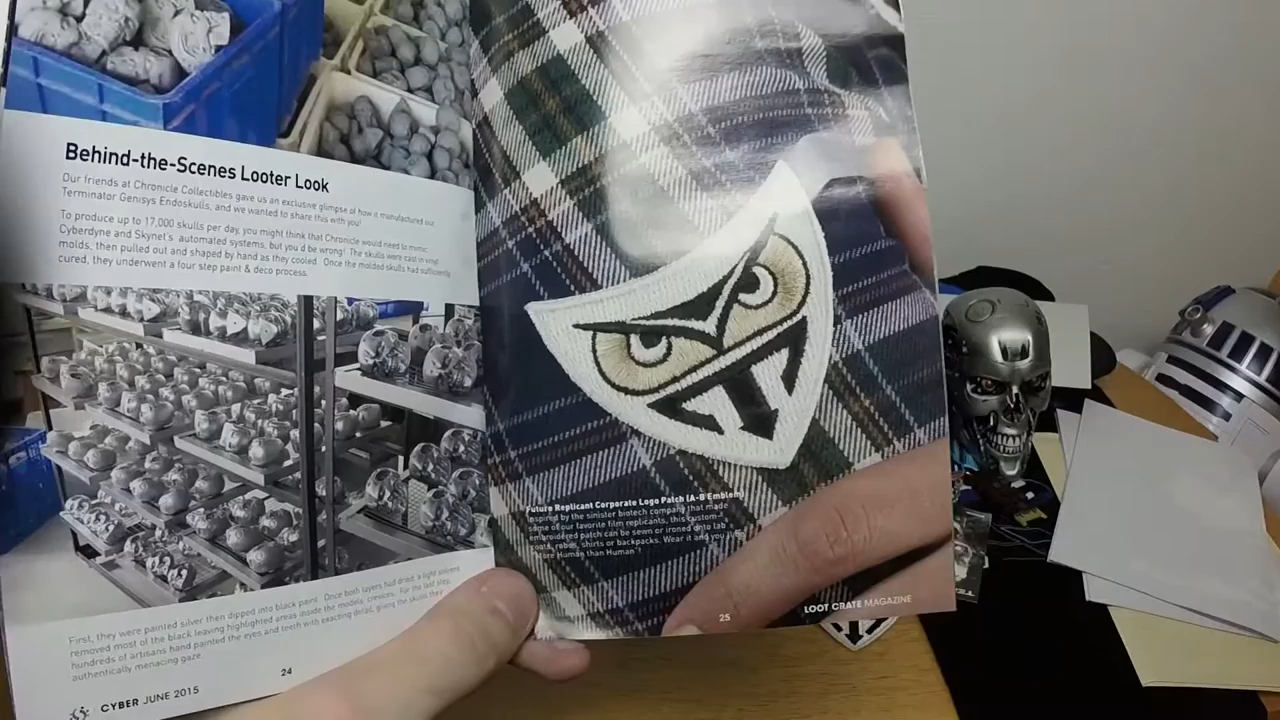 Behind-the-Scenes Looter Look
Our friends at Chronicle Collectibles gave us an exclusive glimpse of how it manufactured our
Terminator Genisys Endoskulls, and we wanted to share this with you!
To produce up to 17,000 skulls per day, you might think that Chronicle would need to mimic
Cyberdyne and Skynet's automated systems, but you'd be wrong! The skulls were cast in vinyl
molds, then pulled out and shaped by hand as they cooled. Once the molded skulls had sufficiently
cured, they underwent a four step paint & deco process.
First, they were painted silver then dipped into black paint. Once both layers had dried, a light solvent
removed most of the black leaving highlighted areas inside the models' crevices. For the last step,
hundreds of artisans hand painted the eyes and teeth with exacting detail, giving the skulls their
authentically menacing gaze.
24
CYBER JUNE 2015
Future Replicant Corporate Logo Patch (A-B Emblem)
Inspired by the sinister biotech company that made
some of our favorite film replicants, this custom-
embroidered patch can be sewn or ironed onto lab
coats, robes, shirts or backpacks. Wear it and you
"More Human than Human"!
25
LOOT CRATE MAGAZINE